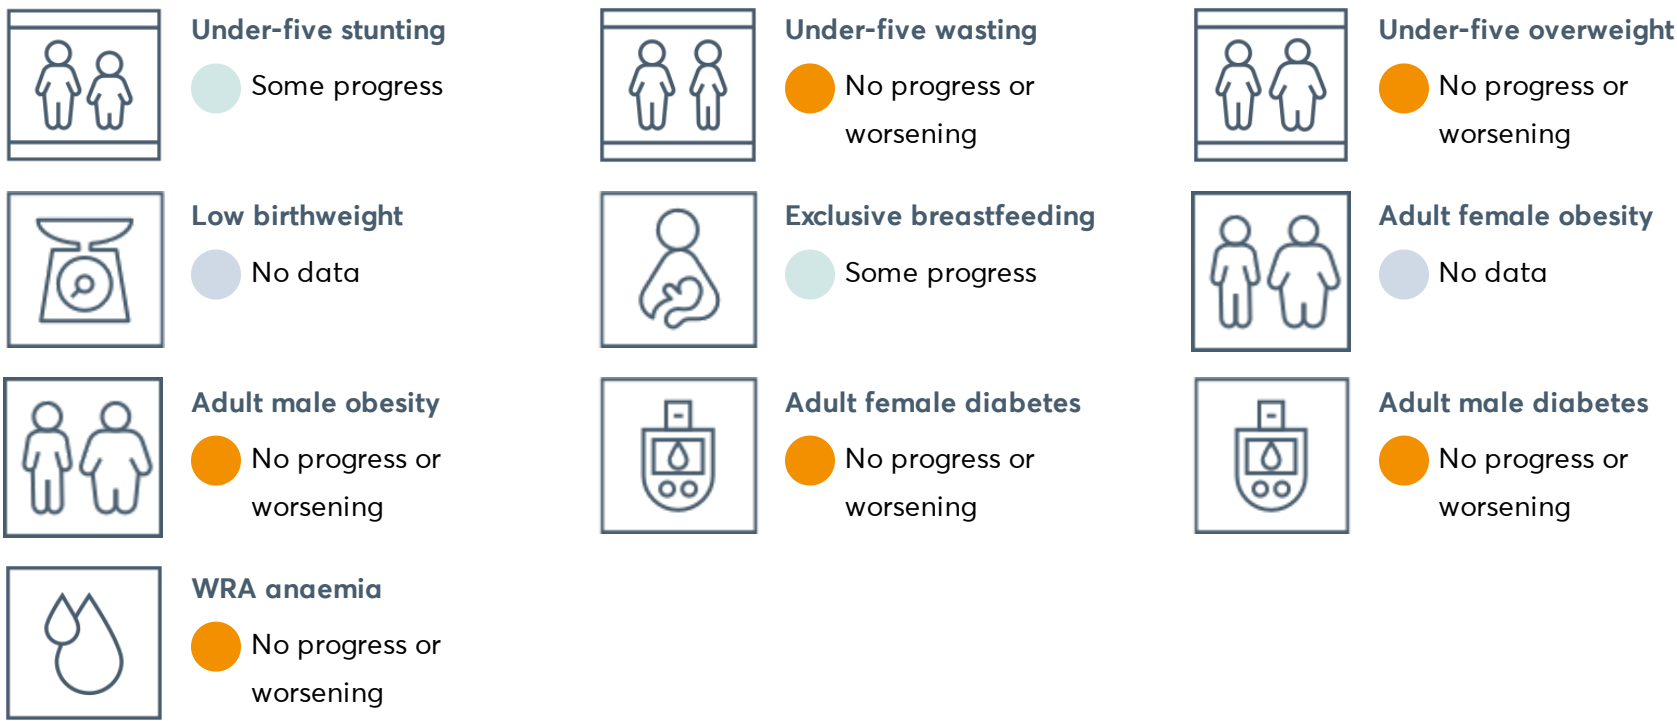 Under-five stunting
Some progress
Under-five wasting
No progress or
worsening
Under-five overweight
No progress or
worsening
Low birthweight
No data
Exclusive breastfeeding
Some progress
Adult female obesity
No data
Adult male obesity
No progress or
worsening
Adult female diabetes
No progress or
worsening
Adult male diabetes
No progress or
worsening
WRA anaemia
No progress or
worsening